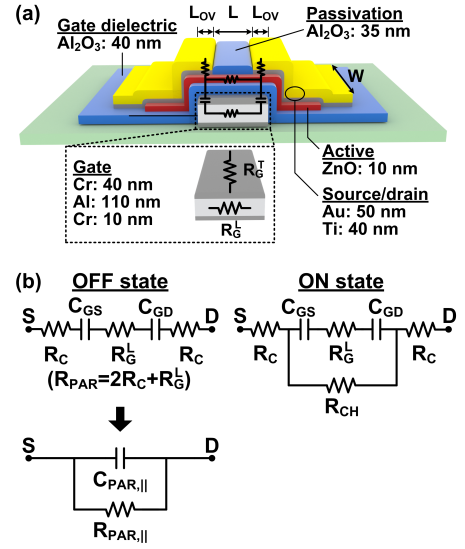 (a)
L_OV L L_OV
Gate dielectric
Al₂O₃: 40 nm
Passivation
Al₂O₃: 35 nm
W
Gate
Cr: 40 nm
Al: 110 nm
Cr: 10 nm
R_G^T
R_G^L
Active
ZnO: 10 nm
Source/drain
Au: 50 nm
Ti: 40 nm
(b)
OFF state
S C_GS C_GD D
R_C R_G^L R_C
(R_PAR=2R_C+R_G^L)
S D
C_PAR,||
R_PAR,||
ON state
S C_GS C_GD D
R_C R_G^L R_C
R_CH